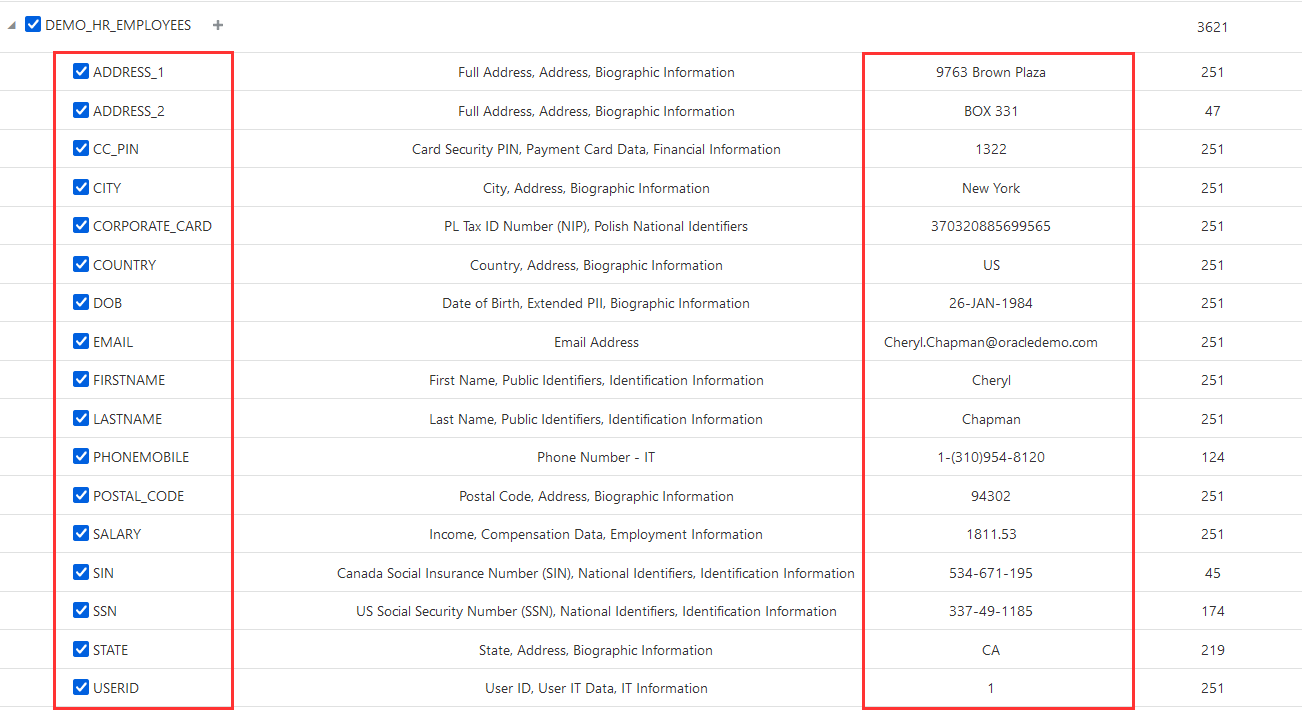 DEMO_HR_EMPLOYEES + 3621
ADDRESS_1 Full Address, Address, Biographic Information 9763 Brown Plaza 251
ADDRESS_2 Full Address, Address, Biographic Information BOX 331 47
CC_PIN Card Security PIN, Payment Card Data, Financial Information 1322 251
CITY City, Address, Biographic Information New York 251
CORPORATE_CARD PL Tax ID Number (NIP), Polish National Identifiers 370320885699565 251
COUNTRY Country, Address, Biographic Information US 251
DOB Date of Birth, Extended PII, Biographic Information 26-JAN-1984 251
EMAIL Email Address Cheryl.Chapman@oracledemo.com 251
FIRSTNAME First Name, Public Identifiers, Identification Information Cheryl 251
LASTNAME Last Name, Public Identifiers, Identification Information Chapman 251
PHONEMOBILE Phone Number - IT 1-(310)954-8120 124
POSTAL_CODE Postal Code, Address, Biographic Information 94302 251
SALARY Income, Compensation Data, Employment Information 1811.53 251
SIN Canada Social Insurance Number (SIN), National Identifiers, Identification Information 534-671-195 45
SSN US Social Security Number (SSN), National Identifiers, Identification Information 337-49-1185 174
STATE State, Address, Biographic Information CA 219
USERID User ID, User IT Data, IT Information 1 251